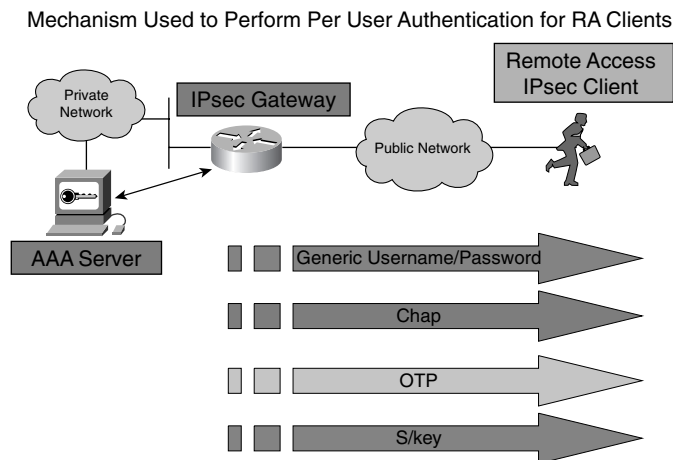 Mechanism Used to Perform Per User Authentication for RA Clients
Remote Access
IPsec Client
Private
Network
IPsec Gateway
Public Network
AAA Server
Generic Username/Password
Chap
OTP
S/key